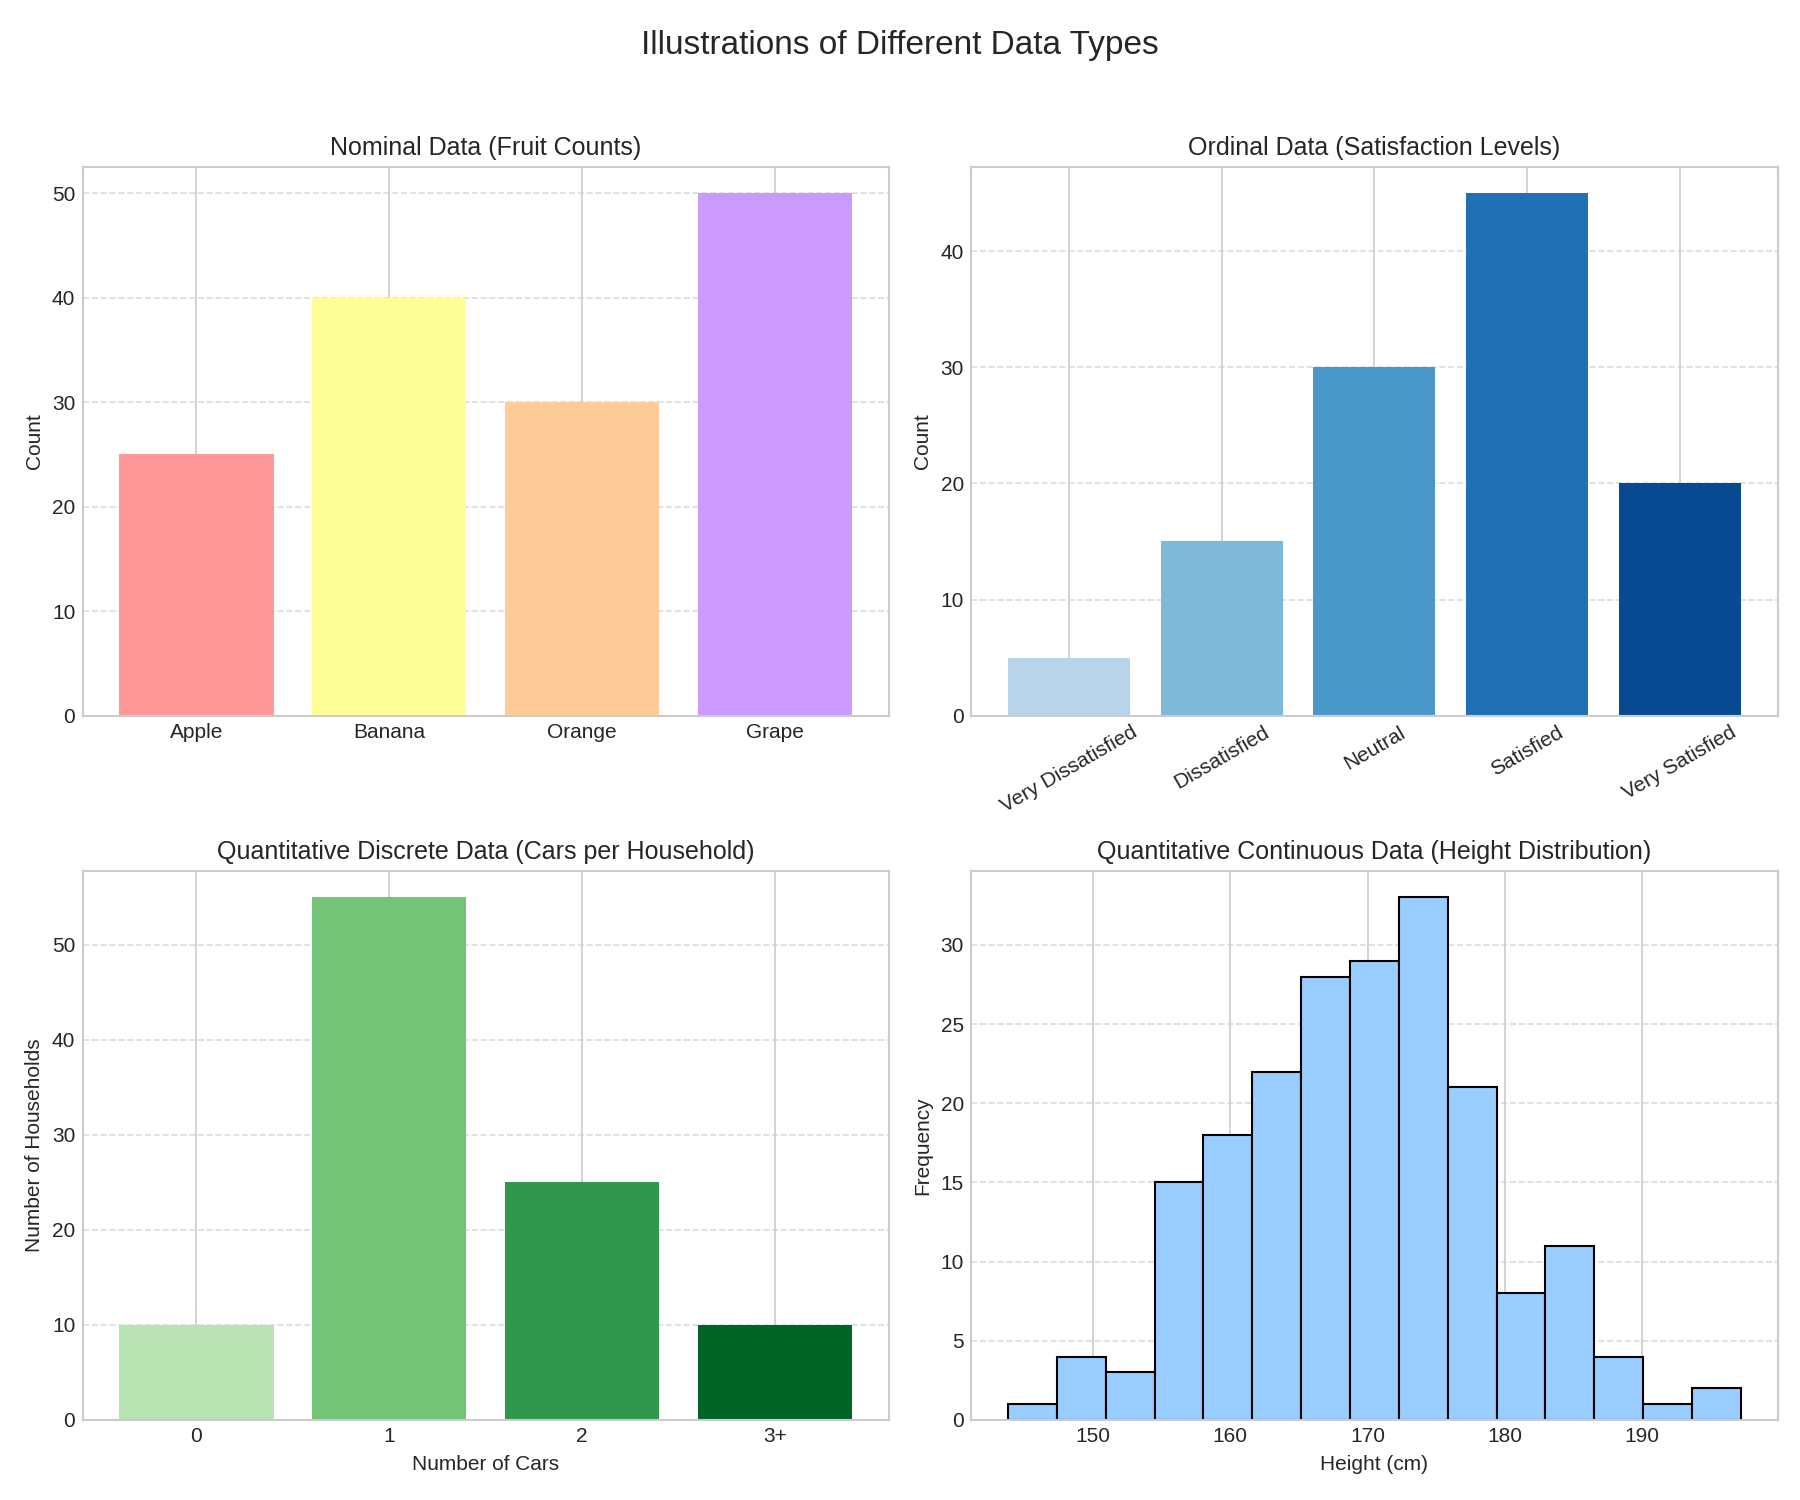 Illustrations of Different Data Types
Nominal Data (Fruit Counts)
Count
50
40
30
20
10
0
Apple
Banana
Orange
Grape
Ordinal Data (Satisfaction Levels)
Count
40
30
20
10
0
Very Dissatisfied
Dissatisfied
Neutral
Satisfied
Very Satisfied
Quantitative Discrete Data (Cars per Household)
Number of Households
50
40
30
20
10
0
0
1
2
3+
Number of Cars
Quantitative Continuous Data (Height Distribution)
Frequency
30
25
20
15
10
5
0
150
160
170
180
190
Height (cm)